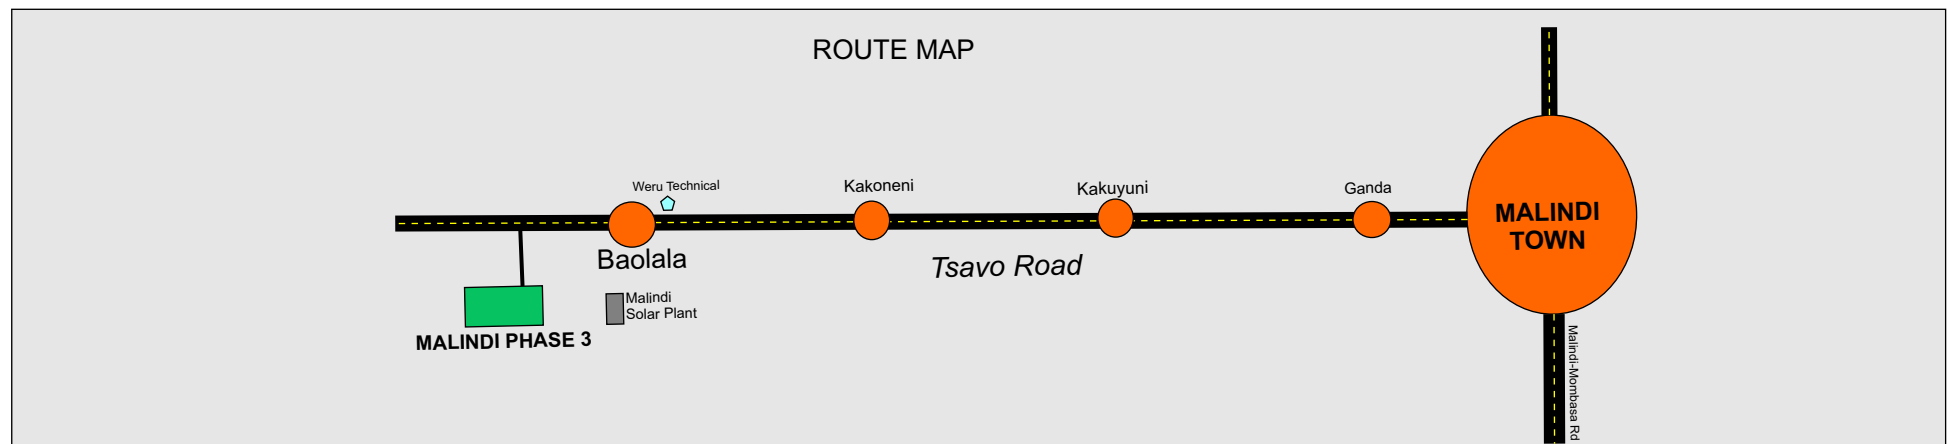 ROUTE MAP
Weru Technical
Kakoneni
Kakuyuni
Ganda
MALINDI
TOWN
Baolala
Tsavo Road
Malindi
Solar Plant
MALINDI PHASE 3
Malindi-Mombasa Rd